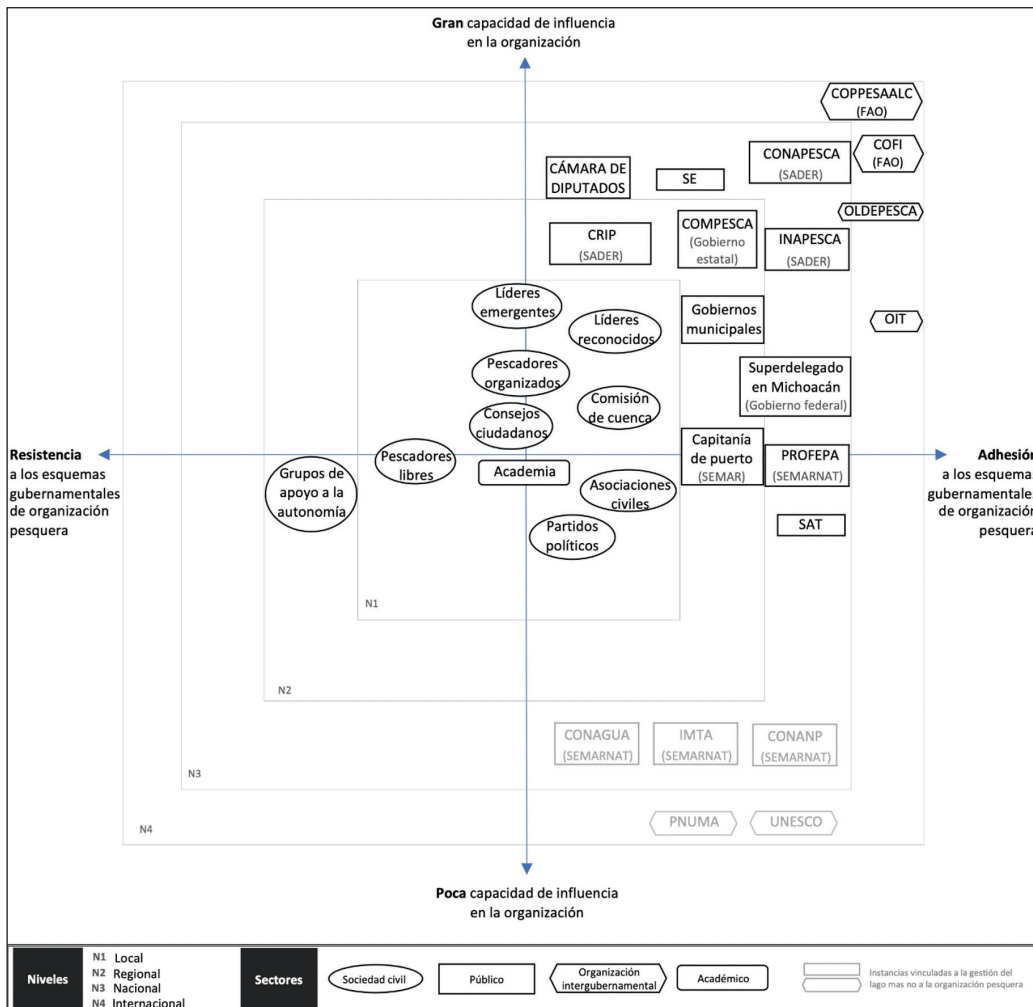 Gran capacidad de influencia
en la organización
COPPESAALC
(FAO)
COFI
(FAO)
CONAPESCA
(SADER)
CÁMARA DE
DIPUTADOS
SE
OLDEPESCA
COMPESCA
(Gobierno
estatal)
CRIP
(SADER)
INAPESCA
(SADER)
Líderes
emergentes
Líderes
reconocidos
Gobiernos
municipales
OIT
Pescadores
organizados
Superdelegado
en Michoacán
(Gobierno federal)
Comisión
de cuenca
Consejos
ciudadanos
Resistencia
a los esquemas
gubernamentales
de organización
pesquera
Pescadores
libres
Grupos de
apoyo a la
autonomía
Academia
Capitanía
de puerto
(SEMAR)
PROFEPA
(SEMARNAT)
Adhesión
a los esquemas
gubernamentales
de organización
pesquera
Asociaciones
civiles
SAT
Partidos
políticos
N1
N2
CONAGUA
(SEMARNAT)
IMTA
(SEMARNAT)
CONANP
(SEMARNAT)
N3
PNUMA
UNESCO
N4
Poca capacidad de influencia
en la organización
Niveles
N1 Local
N2 Regional
N3 Nacional
N4 Internacional
Sectores
Sociedad civil
Público
Organización
intergubernamental
Académico
Instancias vinculadas a la gestión del
lago mas no a la organización pesquera